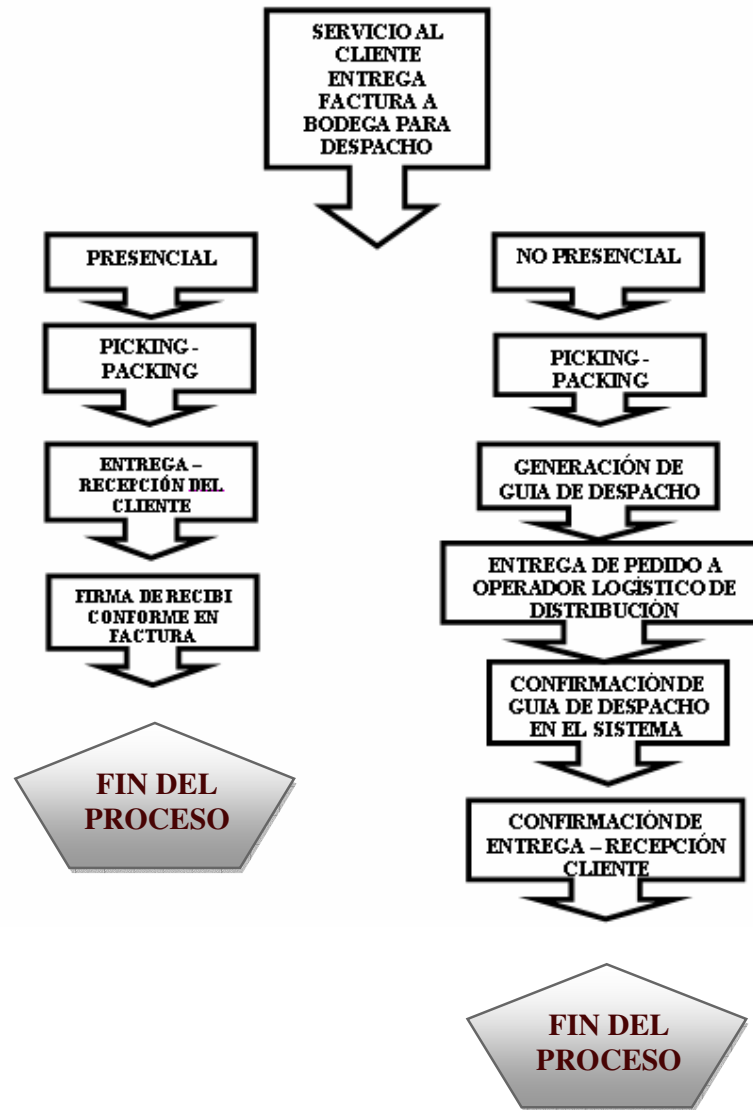 SERVICIO AL
CLIENTE
ENTREGA
FACTURA A
BODEGA PARA
DESPACHO
PRESENCIAL
PICKING -
PACKING
ENTREGA –
RECEPCIÓN DEL
CLIENTE
FIRMA DE RECIBI
CONFORME EN
FACTURA
FIN DEL
PROCESO
NO PRESENCIAL
PICKING -
PACKING
GENERACIÓN DE
GUIA DE DESPACHO
ENTREGA DE PEDIDO A
OPERADOR LOGÍSTICO DE
DISTRIBUCIÓN
CONFIRMACIÓN DE
GUIA DE DESPACHO
EN EL SISTEMA
CONFIRMACIÓN DE
ENTREGA – RECEPCIÓN
CLIENTE
FIN DEL
PROCESO